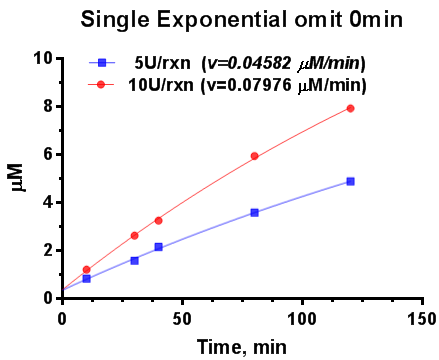 Single Exponential omit 0min
5U/rxn (v=0.04582 μM/min)
10U/rxn (v=0.07976 μM/min)
10
8
6
4
2
0
μM
0 50 100 150
Time, min